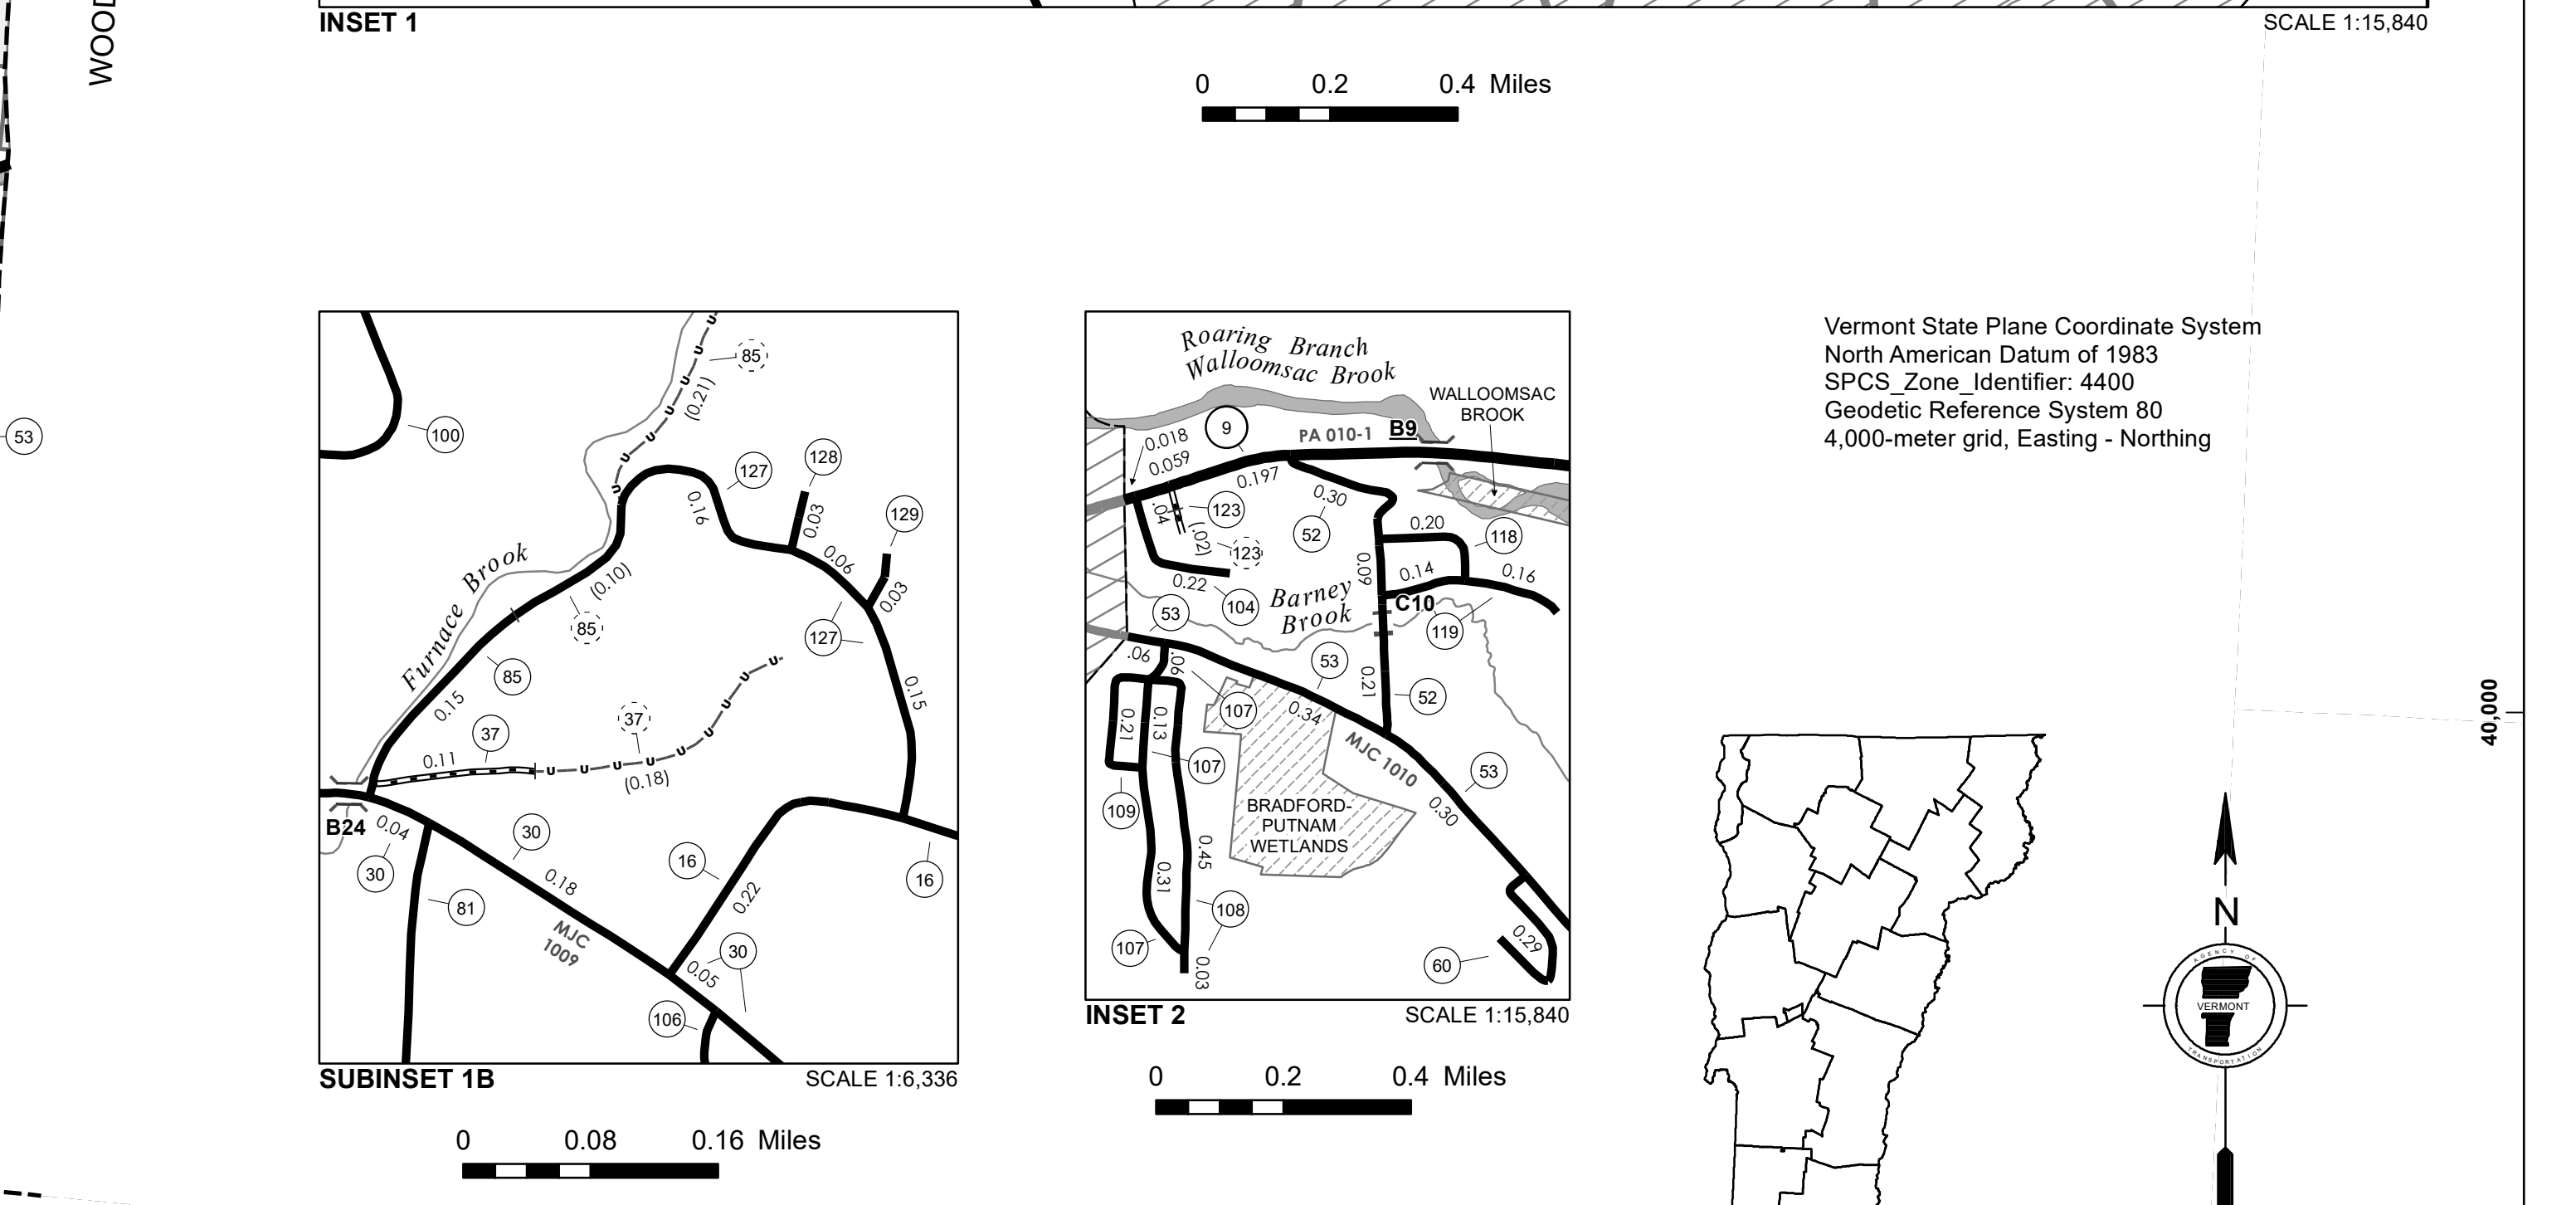 WOOD
INSET 1
SCALE 1:15,840
0 0.2 0.4 Miles
53
85
(0.21)
100
127
128
0.16
0.03
129
0.06
0.03
Furnace Brook
(0.10)
85
127
85
0.15
0.15
37
37
0.11
(0.18)
B24
0.04
30
30
81
0.18
16
0.22
16
MJC
1009
30
0.05
106
SUBINSET 1B
SCALE 1:6,336
0 0.08 0.16 Miles
Roaring Branch
Walloomsac Brook
WALLOOMSAC
BROOK
0.018
0.059
9
PA 010-1
B9
0.197
0.30
.04
123
(.02)
123
52
0.20
118
0.09
0.14
0.16
0.22
104
Barney
Brook
C10
119
53
.06
.06
53
0.21
52
107
0.34
0.21
0.13
107
MJC 1010
53
109
BRADFORD-
PUTNAM
WETLANDS
0.30
0.45
0.31
108
107
0.03
0.29
60
INSET 2
SCALE 1:15,840
0 0.2 0.4 Miles
Vermont State Plane Coordinate System
North American Datum of 1983
SPCS_Zone_Identifier: 4400
Geodetic Reference System 80
4,000-meter grid, Easting - Northing
40,000
N
AGENCY OF
VERMONT
TRANSPORTATION